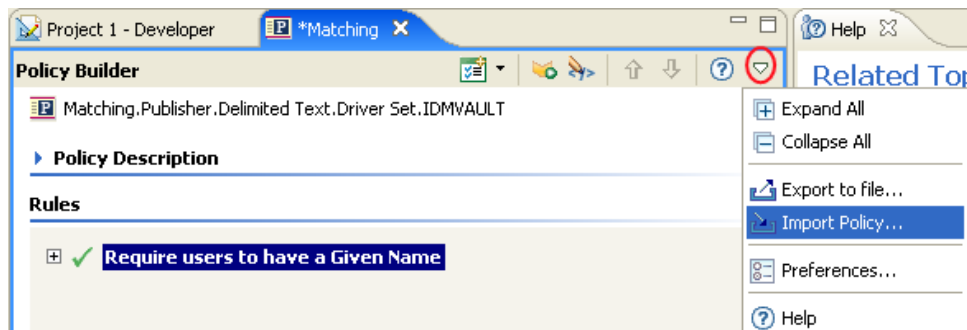 Project 1 - Developer
*Matching
Help
Policy Builder
Related Top
Matching.Publisher.Delimited Text.Driver Set.IDMVAULT
Policy Description
Rules
Require users to have a Given Name
Expand All
Collapse All
Export to file...
Import Policy...
Preferences...
Help